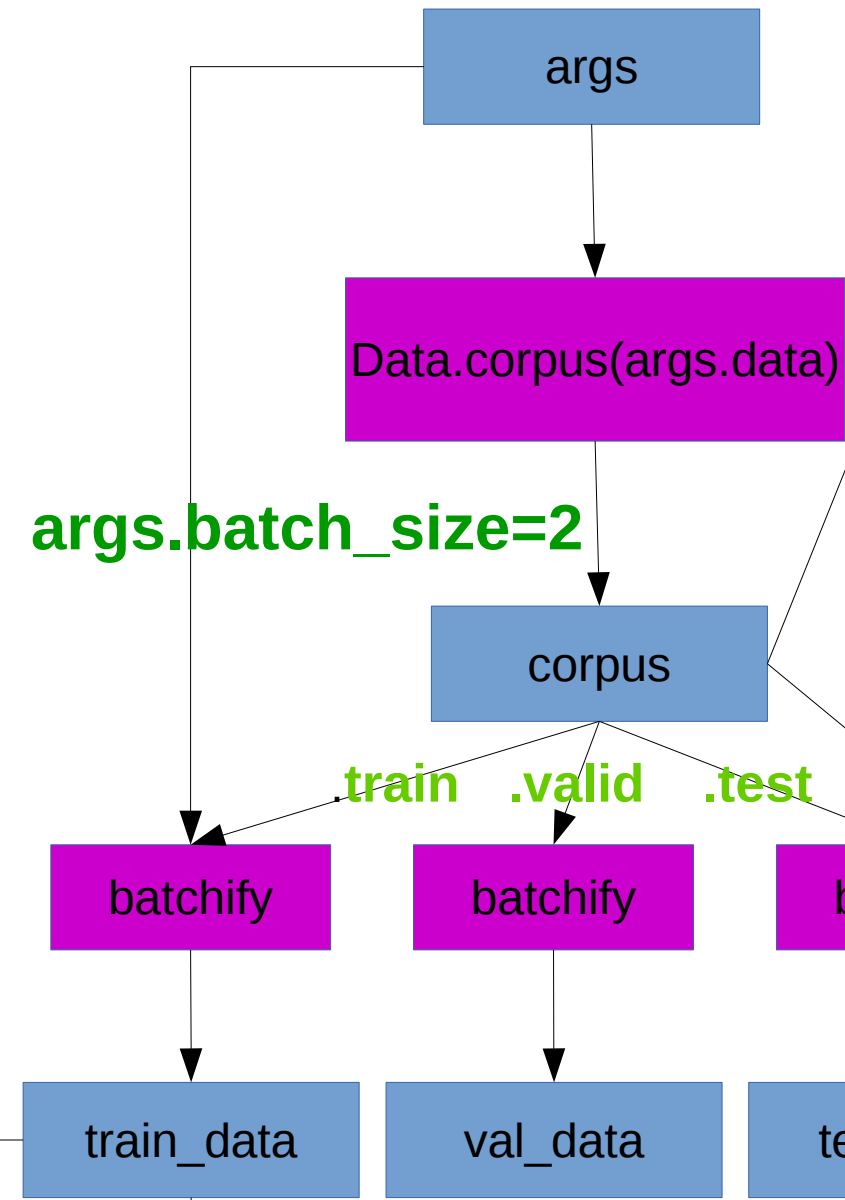 args
Data.corpus(args.data)
args.batch_size=2
corpus
.train .valid .test
batchify batchify
train_data val_data